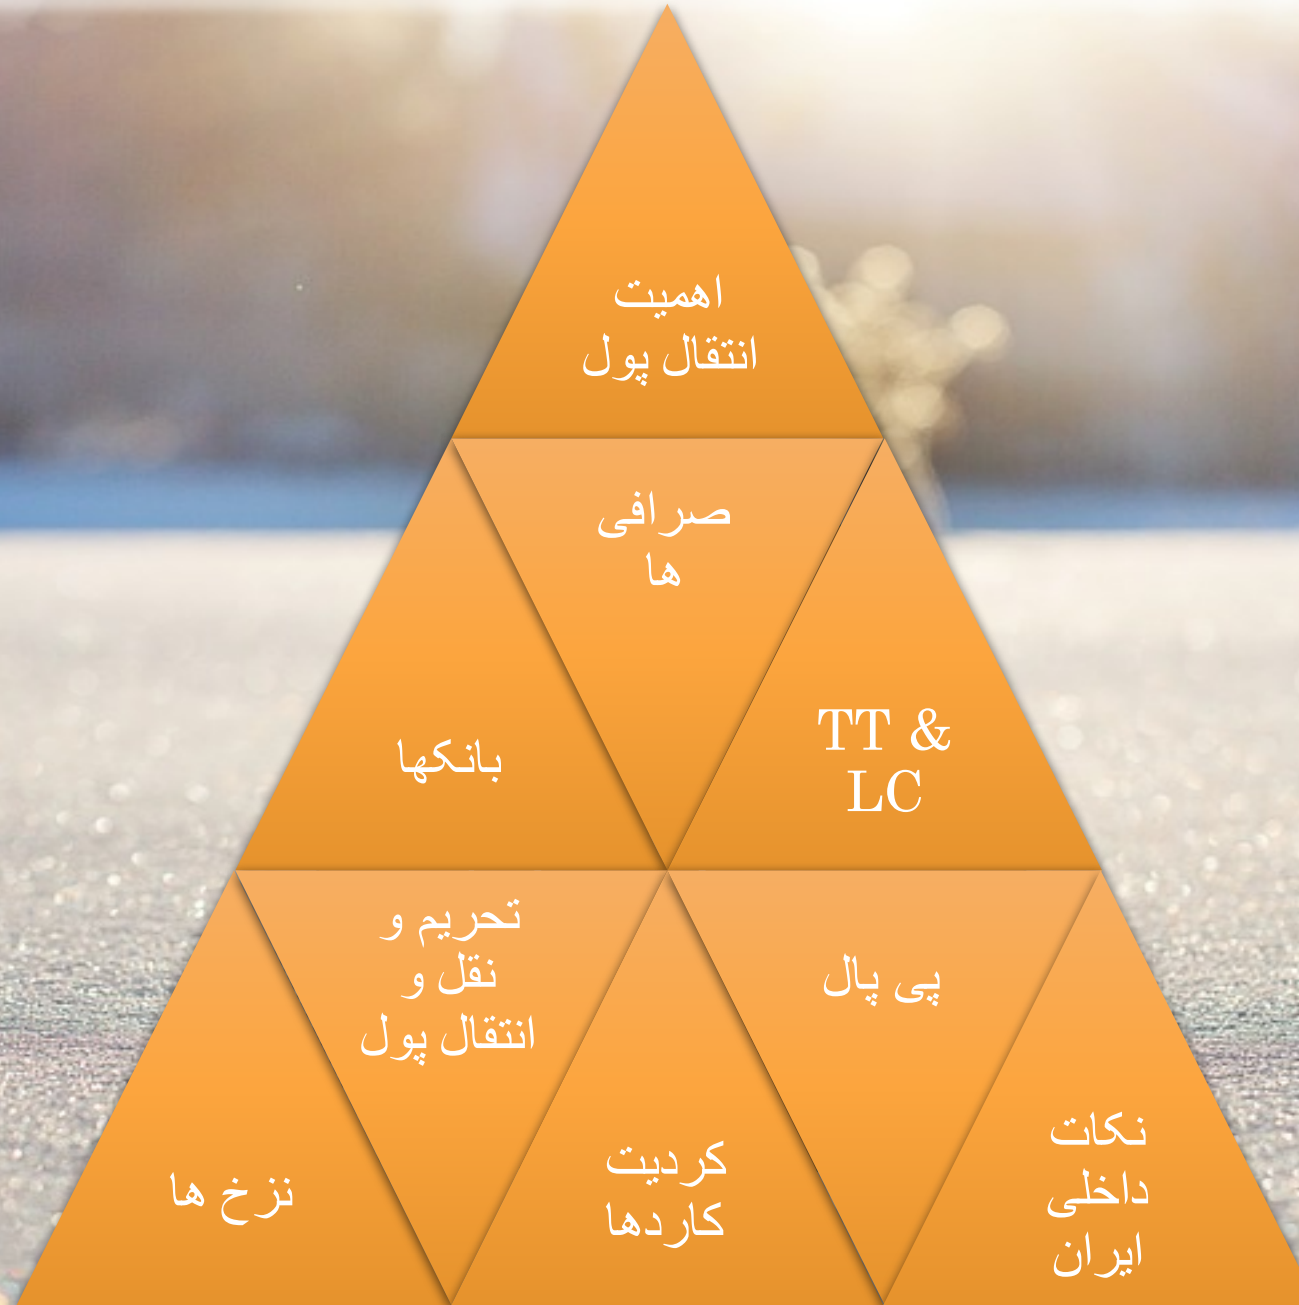 اهمیت
انتقال پول
TT &
LC
صرافی
ها
بانکها
نکات
داخلی
ایران
پی پال
کردیت
کاردها
تحریم و
نقل و
انتقال پول
نزخ ها